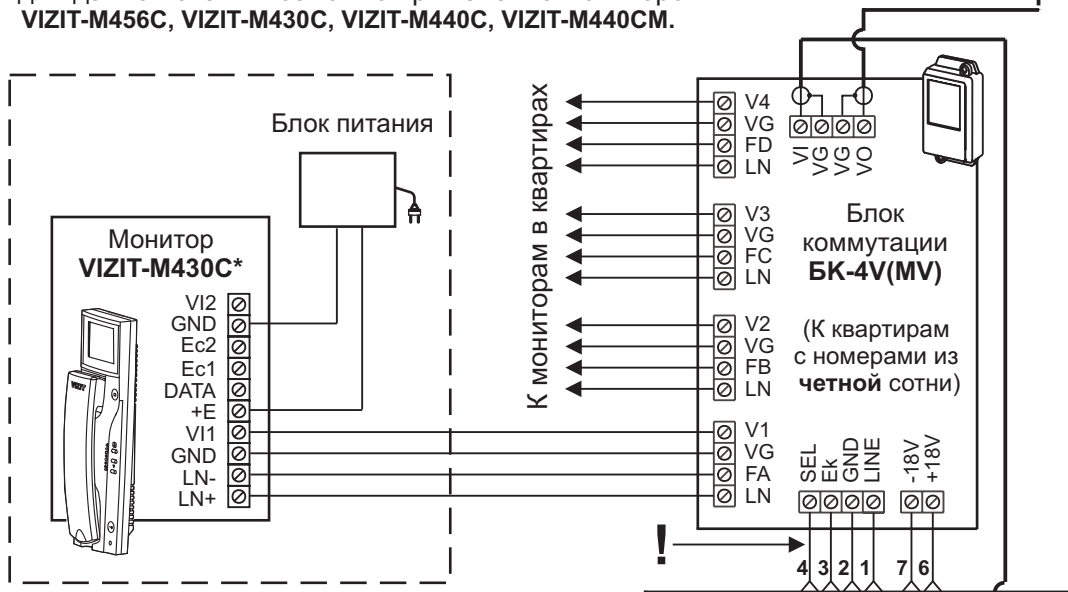 VIZIT-M456C, VIZIT-M430C, VIZIT-M440C, VIZIT-M440CM.
Блок питания
Монитор
VIZIT-M430C*
VI2
GND
Ec2
Ec1
DATA
+E
VI1
GND
LN-
LN+
VIZIT
К мониторам в квартирах
V4
VG
FD
LN
V3
VG
FC
LN
V2
VG
FB
LN
V1
VG
FA
LN
VI
VG
VG
VO
Блок
коммутации
БК-4V(MV)
(К квартирам
с номерами из
четной сотни)
SEL
Ek
GND
LINE
-18V
+18V
!
4 3 2 1 7 6